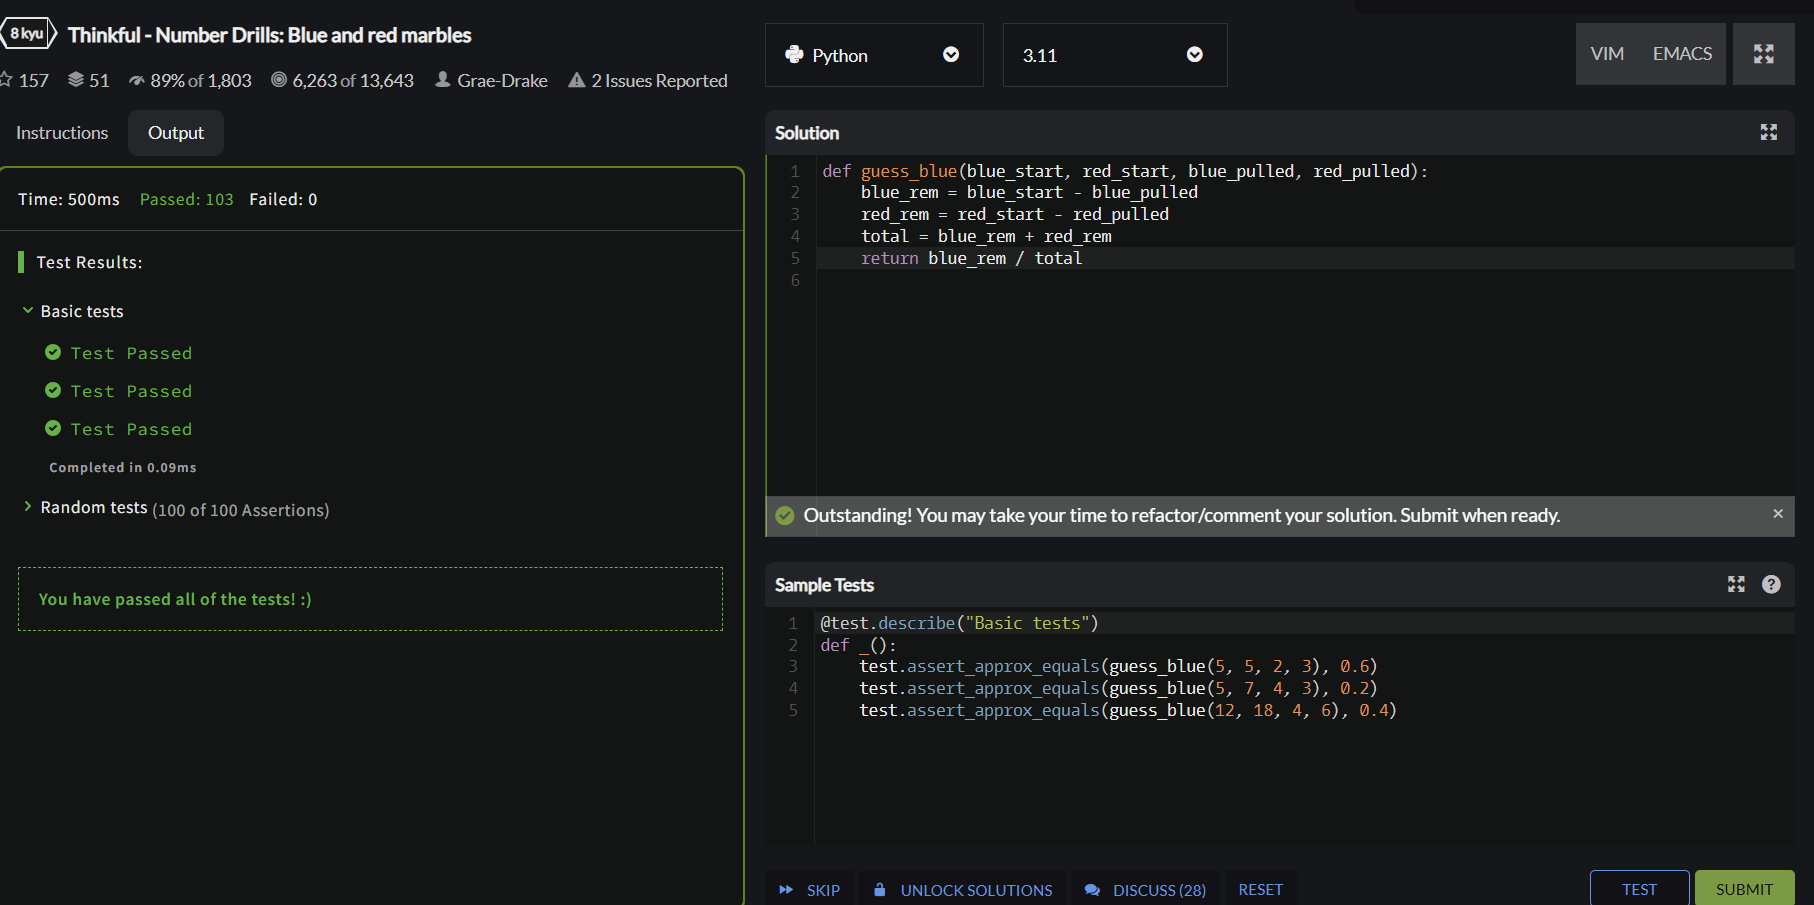 8 kyu Thinkful - Number Drills: Blue and red marbles
157 51 89% of 1,803 6,263 of 13,643 Grae-Drake 2 Issues Reported
Instructions Output
Time: 500ms Passed: 103 Failed: 0
Test Results:
Basic tests
Test Passed
Test Passed
Test Passed
Completed in 0.09ms
Random tests (100 of 100 Assertions)
You have passed all of the tests! :)
Python 3.11 VIM EMACS
Solution
1 def guess_blue(blue_start, red_start, blue_pulled, red_pulled):
2     blue_rem = blue_start - blue_pulled
3     red_rem = red_start - red_pulled
4     total = blue_rem + red_rem
5     return blue_rem / total
6
Outstanding! You may take your time to refactor/comment your solution. Submit when ready. ×
Sample Tests ?
1 @test.describe("Basic tests")
2 def _():
3     test.assert_approx_equals(guess_blue(5, 5, 2, 3), 0.6)
4     test.assert_approx_equals(guess_blue(5, 7, 4, 3), 0.2)
5     test.assert_approx_equals(guess_blue(12, 18, 4, 6), 0.4)
SKIP UNLOCK SOLUTIONS DISCUSS (28) RESET TEST SUBMIT